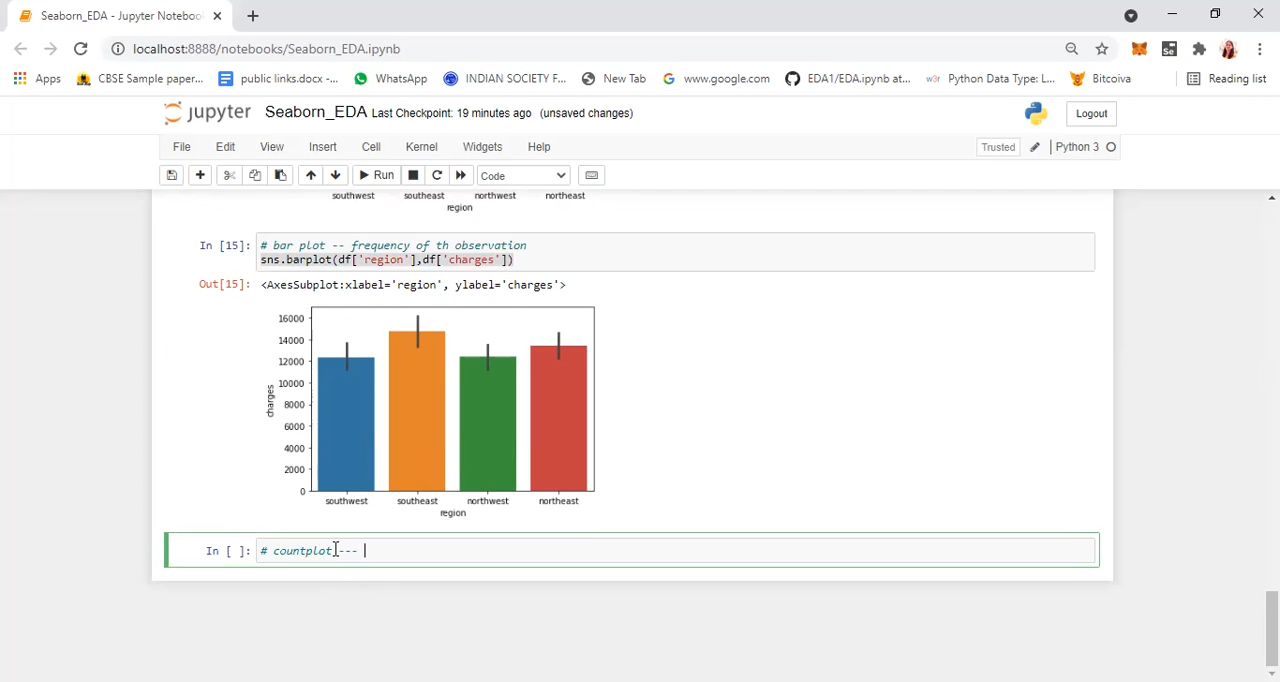 Seaborn_EDA - Jupyter Notebook
localhost:8888/notebooks/Seaborn_EDA.ipynb
Apps
CBSE Sample paper...
public links.docx -...
WhatsApp
INDIAN SOCIETY F...
New Tab
www.google.com
EDA1/EDA.ipynb at...
w3r
Python Data Type: L...
Bitcoiva
Reading list
jupyter Seaborn_EDA Last Checkpoint: 19 minutes ago (unsaved changes)
Logout
File Edit View Insert Cell Kernel Widgets Help
Trusted
Python 3
Run
Code
southwest southeast northwest northeast
region
In [15]: # bar plot -- frequency of th observation
sns.barplot(df['region'],df['charges'])
Out[15]: <AxesSubplot:xlabel='region', ylabel='charges'>
16000
14000
12000
10000
8000
6000
4000
2000
0
charges
southwest southeast northwest northeast
region
In [ ]: # countplot ---